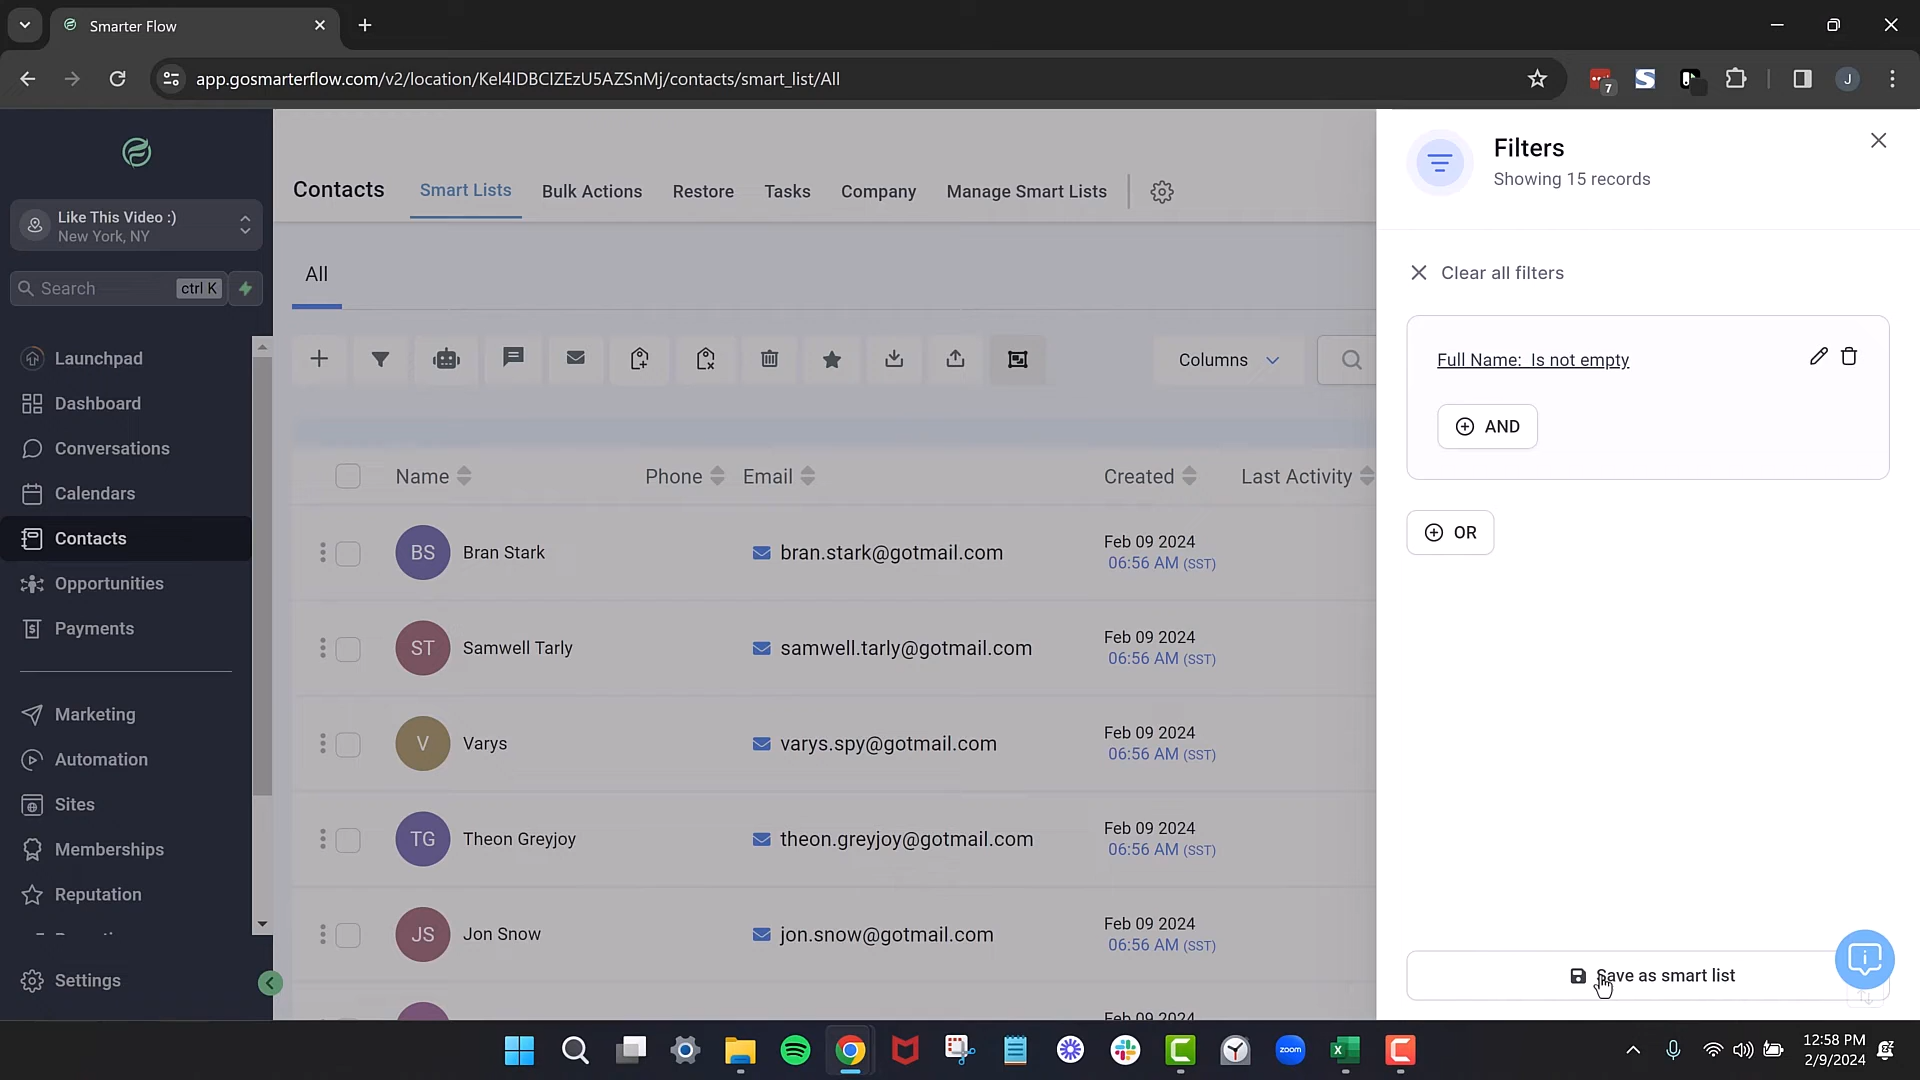 Smarter Flow
app.gosmarterflow.com/v2/location/Kel4IDBCIZEzU5AZSnMj/contacts/smart_list/All
7
J
Like This Video :)
New York, NY
Search
ctrl K
Launchpad
Dashboard
Conversations
Calendars
Contacts
Opportunities
Payments
Marketing
Automation
Sites
Memberships
Reputation
Settings
Contacts
Smart Lists
Bulk Actions
Restore
Tasks
Company
Manage Smart Lists
All
Columns
Name
Phone
Email
Created
Last Activity
BS
Bran Stark
bran.stark@gotmail.com
Feb 09 2024
06:56 AM (SST)
ST
Samwell Tarly
samwell.tarly@gotmail.com
Feb 09 2024
06:56 AM (SST)
V
Varys
varys.spy@gotmail.com
Feb 09 2024
06:56 AM (SST)
TG
Theon Greyjoy
theon.greyjoy@gotmail.com
Feb 09 2024
06:56 AM (SST)
JS
Jon Snow
jon.snow@gotmail.com
Feb 09 2024
06:56 AM (SST)
Feb 09 2024
Filters
Showing 15 records
Clear all filters
Full Name: Is not empty
AND
OR
Save as smart list
zoom
12:58 PM
2/9/2024